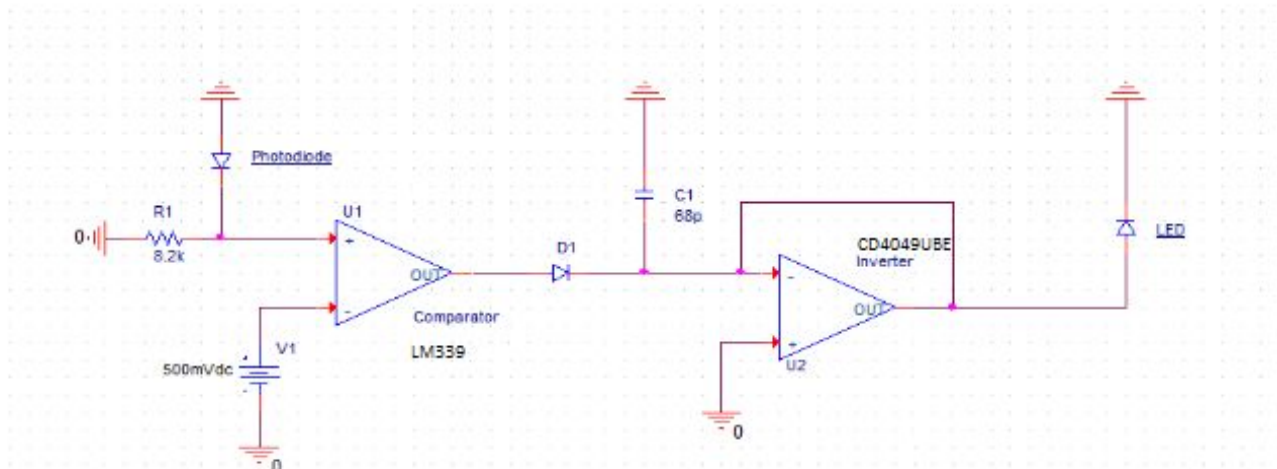 Photodiode
R1
8.2k
0
U1
+
-
OUT
Comparator
LM339
V1
500mVdc
+
-
0
D1
C1
68p
CD4049UBE
Inverter
-
+
OUT
U2
0
LED